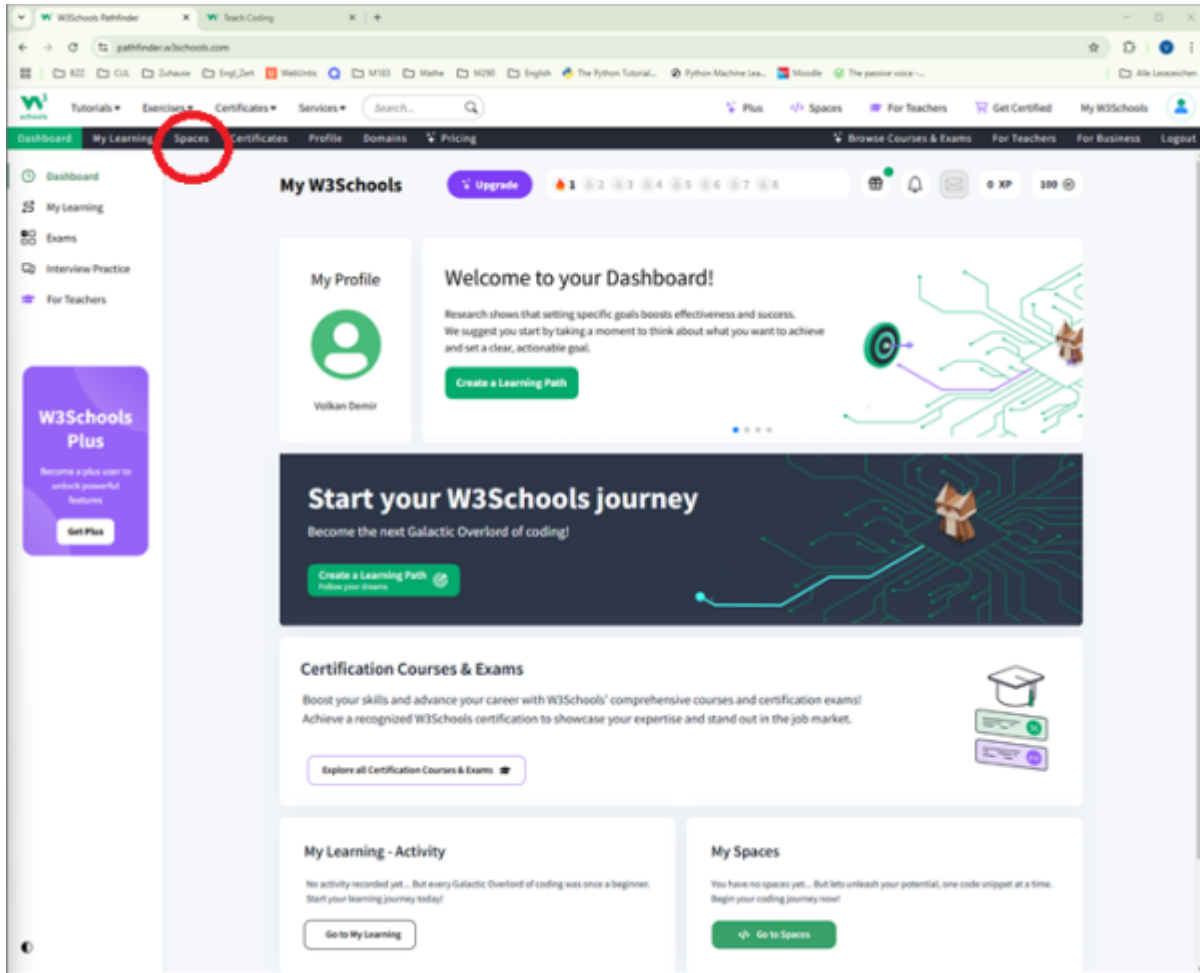 W3Schools Pathfinder
Teach Coding
pathfinder.w3schools.com
BZZ CUL Zuhause Engl_Zert WebUntis M183 Mathe M290 English The Python Tutorial... Python Machine Lea... Moodle The passive voice -... Alle Lesezeichen
schools
Tutorials Exercises Certificates Services Search... Plus Spaces For Teachers Get Certified My W3Schools
Dashboard My Learning Spaces Certificates Profile Domains Pricing Browse Courses & Exams For Teachers For Business Logout
Dashboard
My Learning
Exams
Interview Practice
For Teachers
W3Schools
Plus
Become a plus user to
unlock powerful
features
Get Plus
My W3Schools Upgrade 1 2 3 4 5 6 7 8 0 XP 100
My Profile
Volkan Demir
Welcome to your Dashboard!
Research shows that setting specific goals boosts effectiveness and success.
We suggest you start by taking a moment to think about what you want to achieve
and set a clear, actionable goal.
Create a Learning Path
Start your W3Schools journey
Become the next Galactic Overlord of coding!
Create a Learning Path
Follow your dreams
Certification Courses & Exams
Boost your skills and advance your career with W3Schools' comprehensive courses and certification exams!
Achieve a recognized W3Schools certification to showcase your expertise and stand out in the job market.
Explore all Certification Courses & Exams
My Learning - Activity
No activity recorded yet... But every Galactic Overlord of coding was once a beginner.
Start your learning journey today!
Go to My Learning
My Spaces
You have no spaces yet... But lets unleash your potential, one code snippet at a time.
Begin your coding journey now!
Go to Spaces